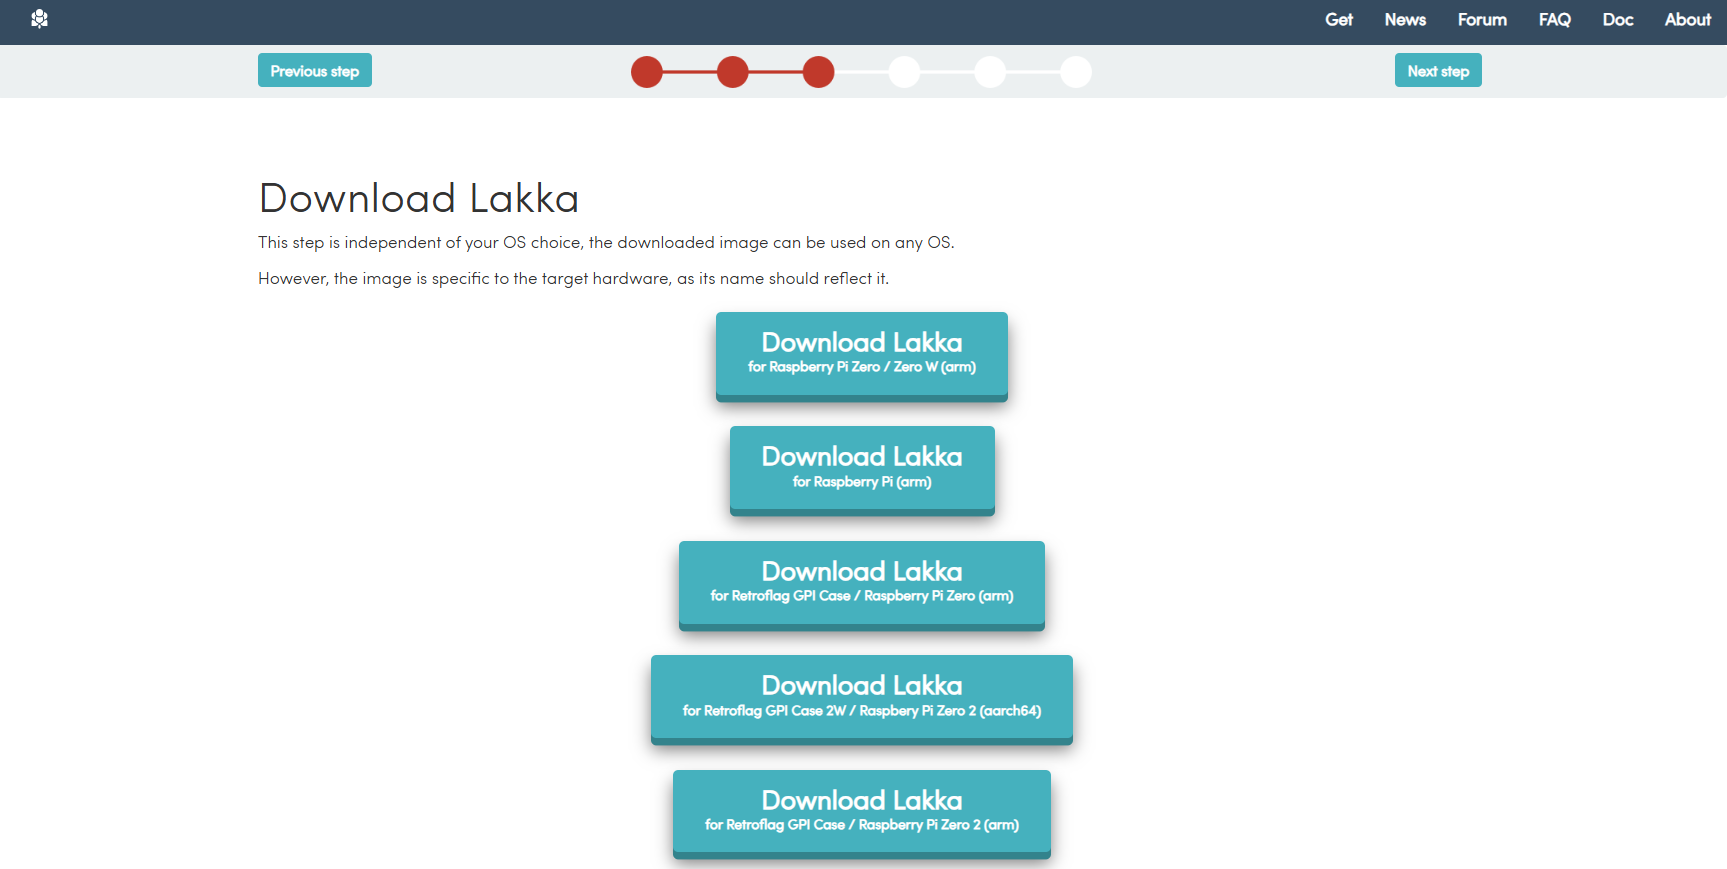 Get News Forum FAQ Doc About
Previous step
Next step
Download Lakka
This step is independent of your OS choice, the downloaded image can be used on any OS.
However, the image is specific to the target hardware, as its name should reflect it.
Download Lakka
for Raspberry Pi Zero / Zero W (arm)
Download Lakka
for Raspberry Pi (arm)
Download Lakka
for Retroflag GPI Case / Raspberry Pi Zero (arm)
Download Lakka
for Retroflag GPI Case 2W / Raspbery Pi Zero 2 (aarch64)
Download Lakka
for Retroflag GPI Case / Raspberry Pi Zero 2 (arm)